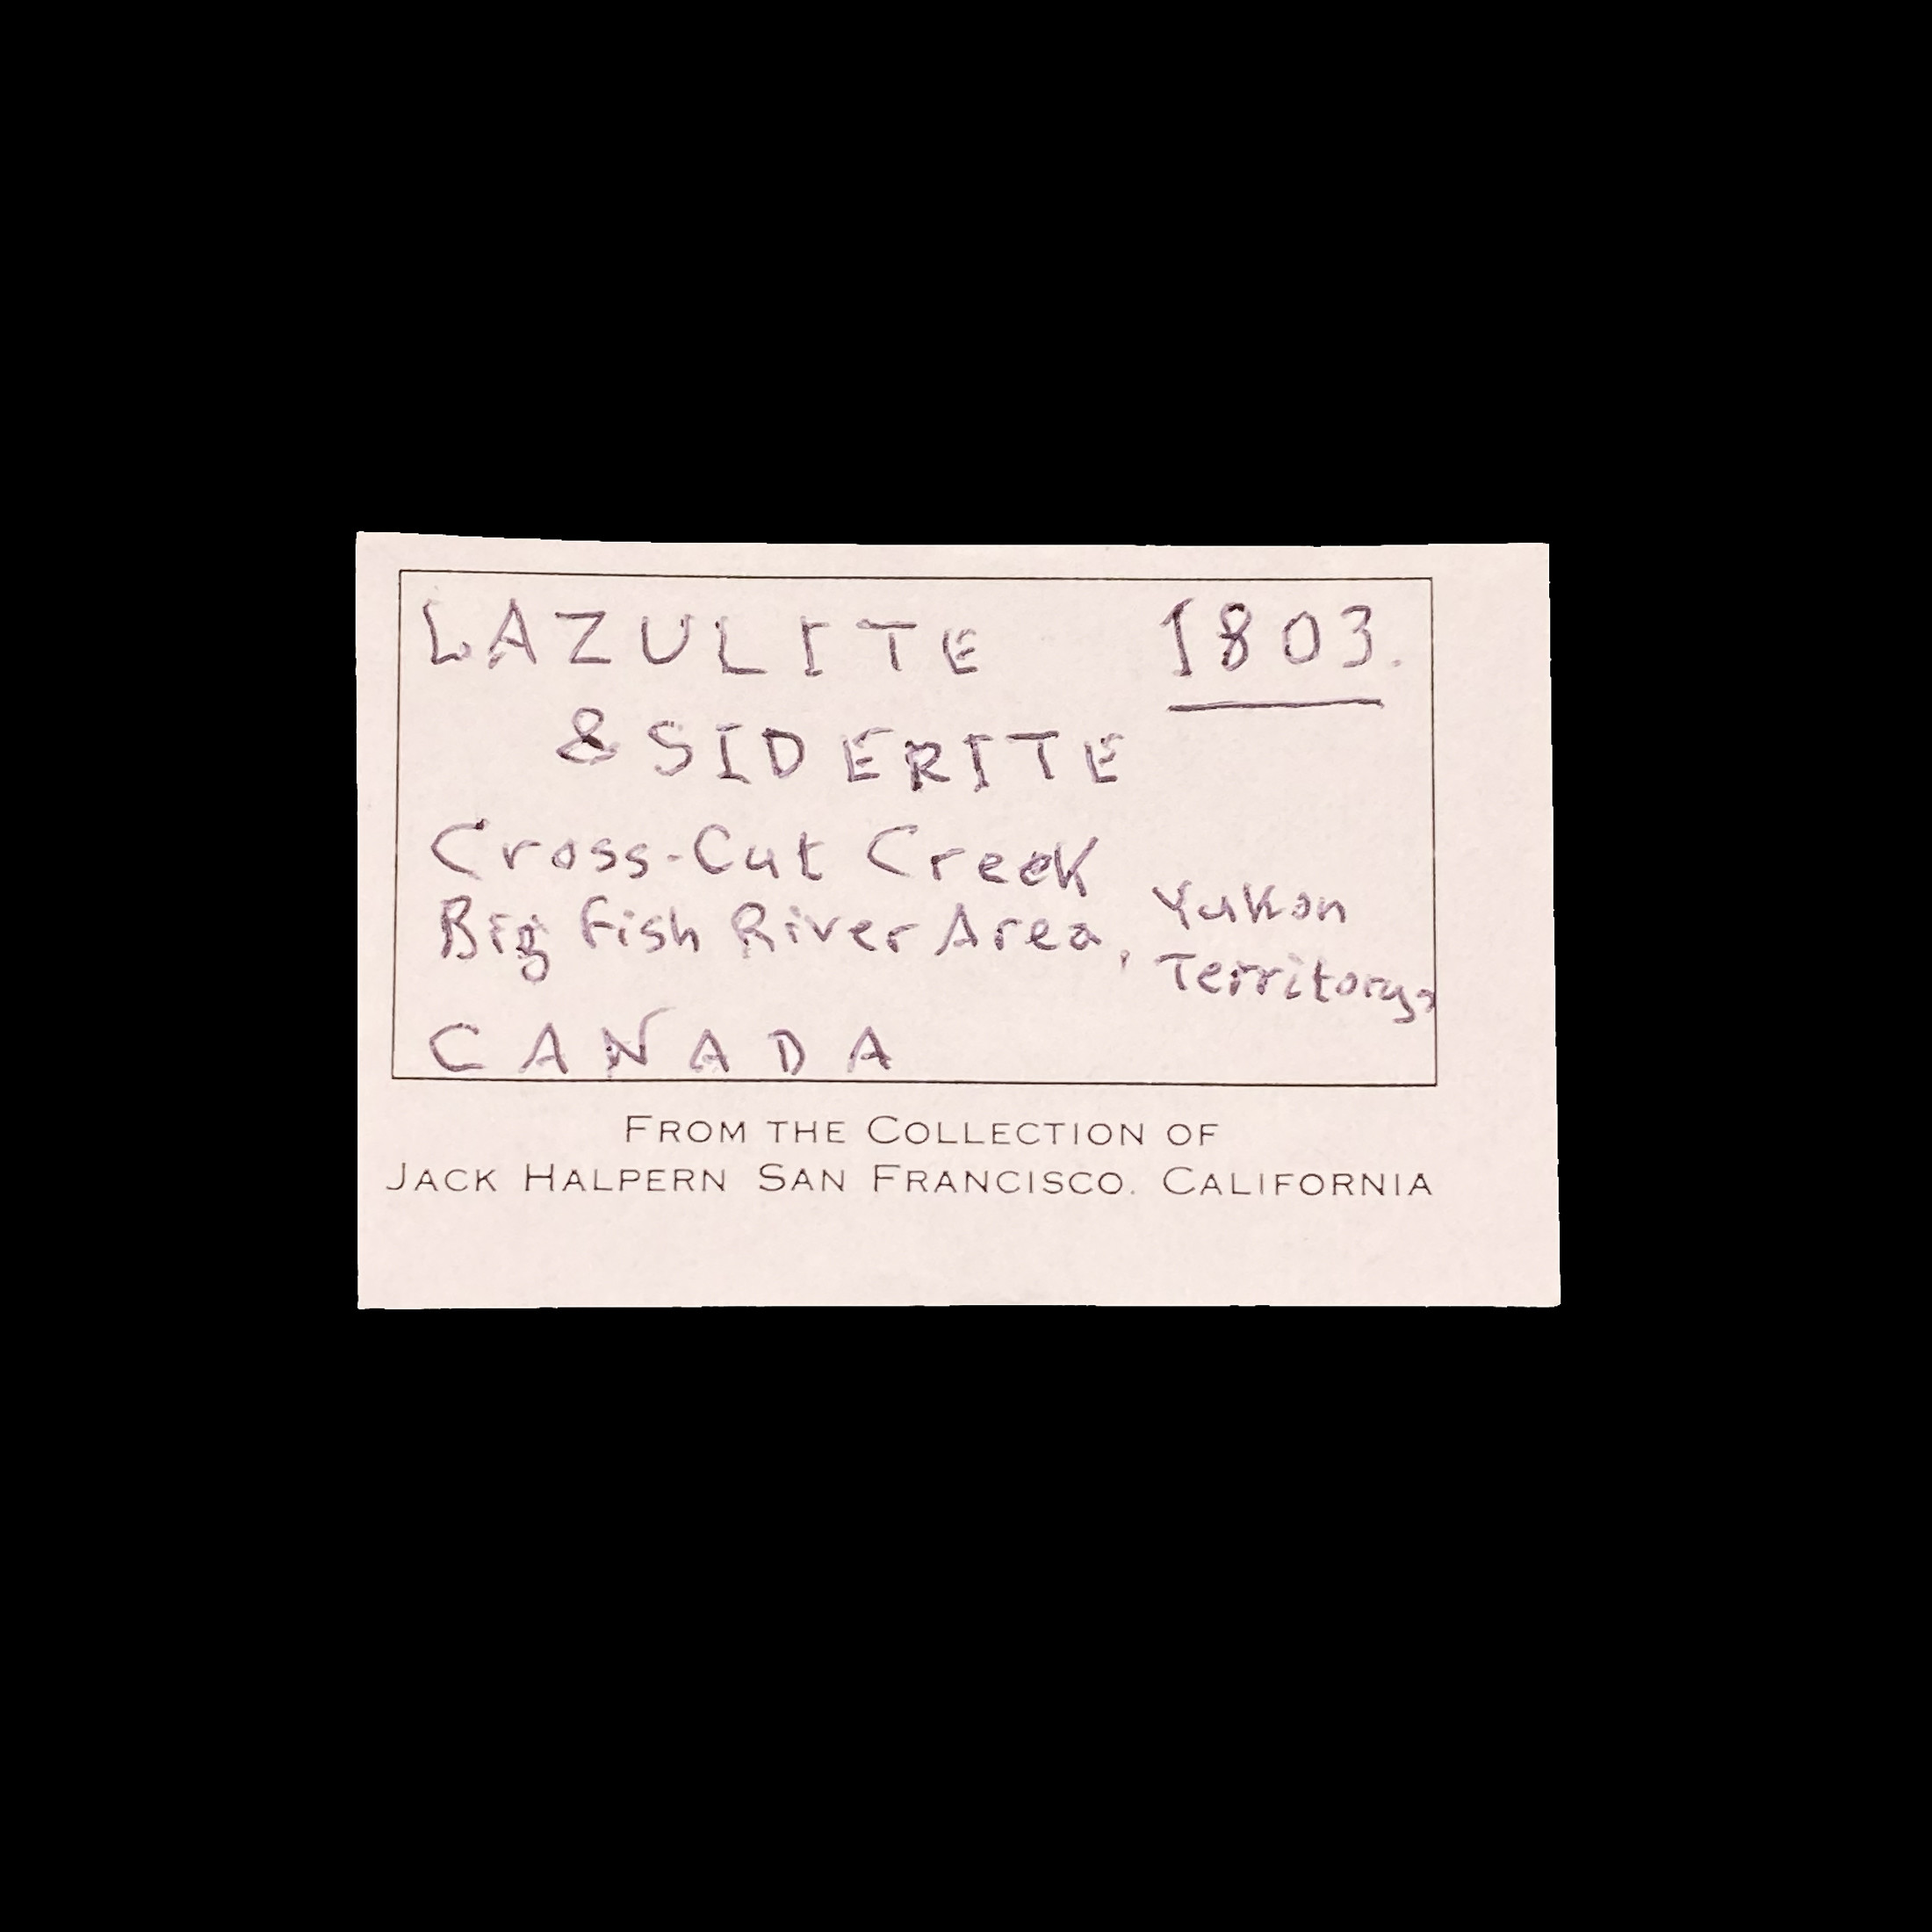 LAZULITE 1803.
& SIDERITE
Cross-Cut Creek
Big Fish River Area, Yukon
Territory,
CANADA
FROM THE COLLECTION OF
JACK HALPERN SAN FRANCISCO, CALIFORNIA